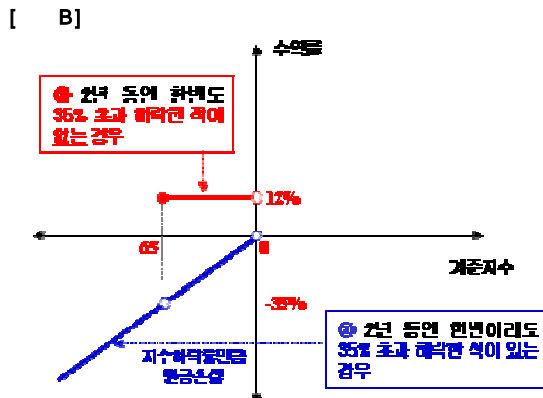 [ B]
수익률
2년 동안 한번도
35% 초과 하락한 적이
없는 경우
12%
65
0
기준지수
-35%
2년 동안 한번이라도
35% 초과 하락한 적이 있는
경우
지수하락률만큼
원금손실